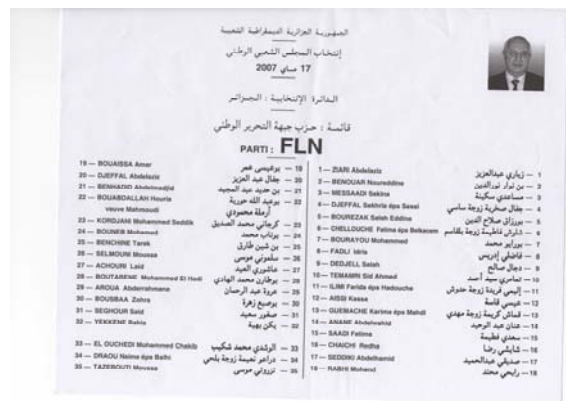 الجمهورية الجزائرية الديمقراطية الشعبية
إنتخاب المجلس الشعبي الوطني
17 ماي 2007
الدائرة الإنتخابية : الجزائر
قائمة : حزب جبهة التحرير الوطني
PARTI : FLN
1 — ZIARI Abdelaziz 1 — زياري عبدالعزيز
2 — BENOUAR Noureddine 2 — بن نوار نورالدين
3 — MESSAADI Sakina 3 — مساعدي سكينة
4 — DJEFFAL Sakhria épse Sassi 4 — جفال صخرية زوجة ساسي
5 — BOUREZAK Salah Eddine 5 — بورزاق صلاح الدين
6 — CHELLOUCHE Fatima épse Belkacem 6 — شلوش فاطيمة زوجة بلقاسم
7 — BOURAYOU Mohammed 7 — بورايو محمد
8 — FADLI Idris 8 — فاضلي إدريس
9 — DEDJELL Salah 9 — دجال صالح
10 — TEMAMRI Sid Ahmed 10 — تمامري سيد أحمد
11 — ILIMI Farida épse Hadouche 11 — إليمي فريدة زوجة حدوش
12 — AISSI Kassa 12 — عيسي قاسة
13 — GUEMACHE Karima épse Mahdi 13 — قماش كريمة زوجة مهدي
14 — ANANE Abdelwahid 14 — عنان عبد الوحيد
15 — SAADI Fatima 15 — سعدي فطيمة
16 — CHAICHI Redha 16 — شايشي رضا
17 — SEDDIKI Abdelhamid 17 — صديقي عبدالحميد
18 — RABHI Mohend 18 — رابحي محند
19 — BOUAISSA Amar 19 — بوعيسى عمر
20 — DJEFFAL Abdelaziz 20 — جفال عبد العزيز
21 — BENHADID Abdelmadjid 21 — بن حديد عبد المجيد
22 — BOUABDALLAH Houria 22 — بوعبد الله حورية
veuve Mahmoudi أرملة محمودي
23 — KORDJANI Mohammed Seddik 23 — كرجاني محمد الصديق
24 — BOUNEB Mohamed 24 — بوناب محمد
25 — BENCHINE Tarek 25 — بن شين طارق
26 — SELMOUNI Moussa 26 — سلموني موسى
27 — ACHOURI Laid 27 — عاشوري العيد
28 — BOUTARENE Mohammed El Hadi 28 — بوطارن محمد الهادي
29 — AROUA Abderrahmane 29 — عروة عبد الرحمان
30 — BOUSBAA Zohra 30 — بوصبع زهرة
31 — SEGHOUR Said 31 — صغور سعيد
32 — YEKKENE Bahia 32 — يكن بهية
33 — EL OUCHEDI Mohammed Chakib 33 — الوشدي محمد شكيب
34 — DRAOU Naima épse Balhi 34 — دراعو نعيمة زوجة بلحي
35 — TAZEROUTI Moussa 35 — تزروتي موسى